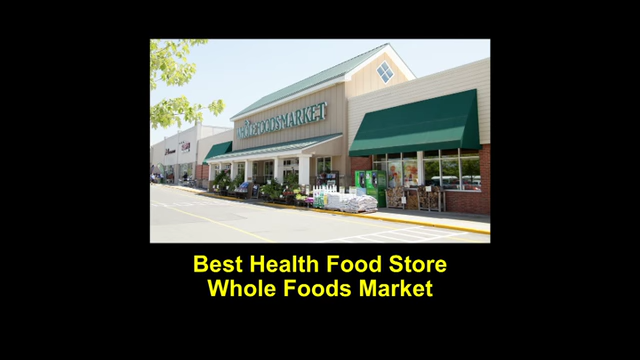 WHOLE FOODS MARKET
Best Health Food Store
Whole Foods Market